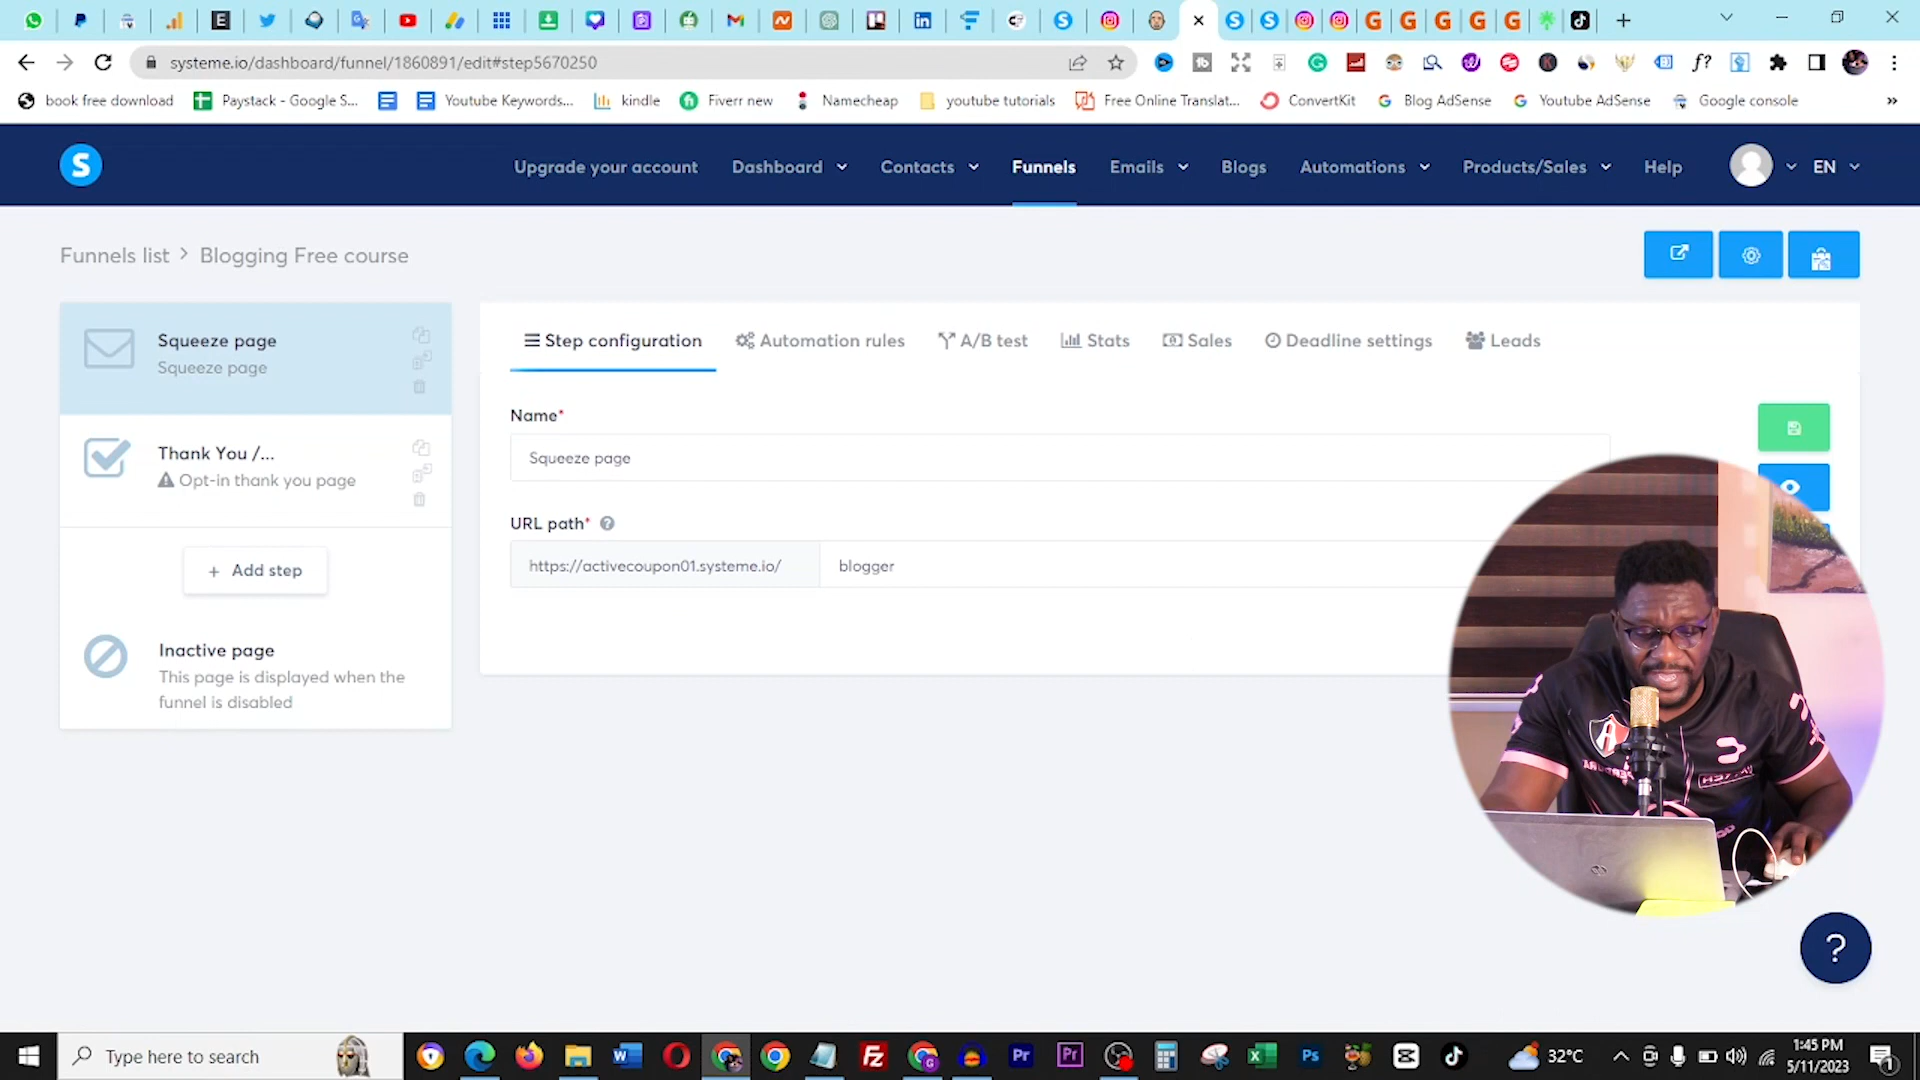 systeme.io/dashboard/funnel/1860891/edit#step5670250
book free download
Paystack - Google S...
Youtube Keywords...
kindle
Fiverr new
Namecheap
youtube tutorials
Free Online Translat...
ConvertKit
Blog AdSense
Youtube AdSense
Google console
»
S
Upgrade your account
Dashboard
Contacts
Funnels
Emails
Blogs
Automations
Products/Sales
Help
EN
Funnels list > Blogging Free course
Squeeze page
Squeeze page
Thank You /...
Opt-in thank you page
+ Add step
Inactive page
This page is displayed when the
funnel is disabled
Step configuration
Automation rules
A/B test
Stats
Sales
Deadline settings
Leads
Name*
Squeeze page
URL path* ?
https://activecoupon01.systeme.io/
blogger
?
Type here to search
32°C
1:45 PM
5/11/2023